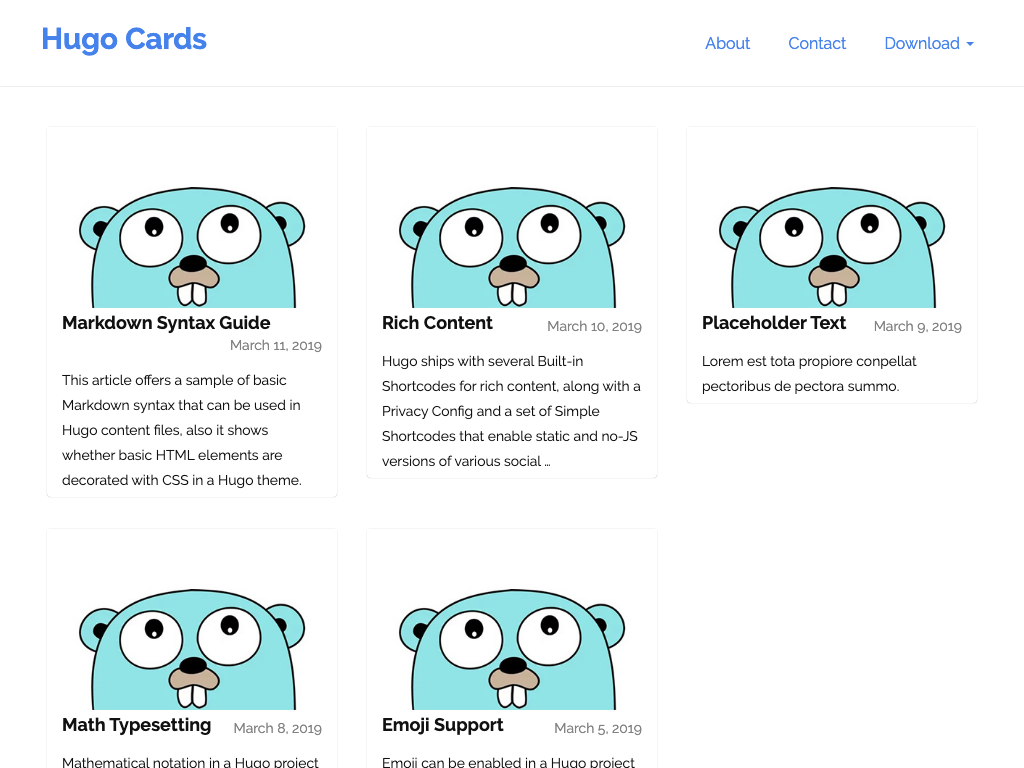 Hugo Cards
About
Contact
Download
Markdown Syntax Guide
March 11, 2019
This article offers a sample of basic
Markdown syntax that can be used in
Hugo content files, also it shows
whether basic HTML elements are
decorated with CSS in a Hugo theme.
Rich Content
March 10, 2019
Hugo ships with several Built-in
Shortcodes for rich content, along with a
Privacy Config and a set of Simple
Shortcodes that enable static and no-JS
versions of various social …
Placeholder Text
March 9, 2019
Lorem est tota propiore conpellat
pectoribus de pectora summo.
Math Typesetting
March 8, 2019
Mathematical notation in a Hugo project
Emoji Support
March 5, 2019
Emoji can be enabled in a Hugo project